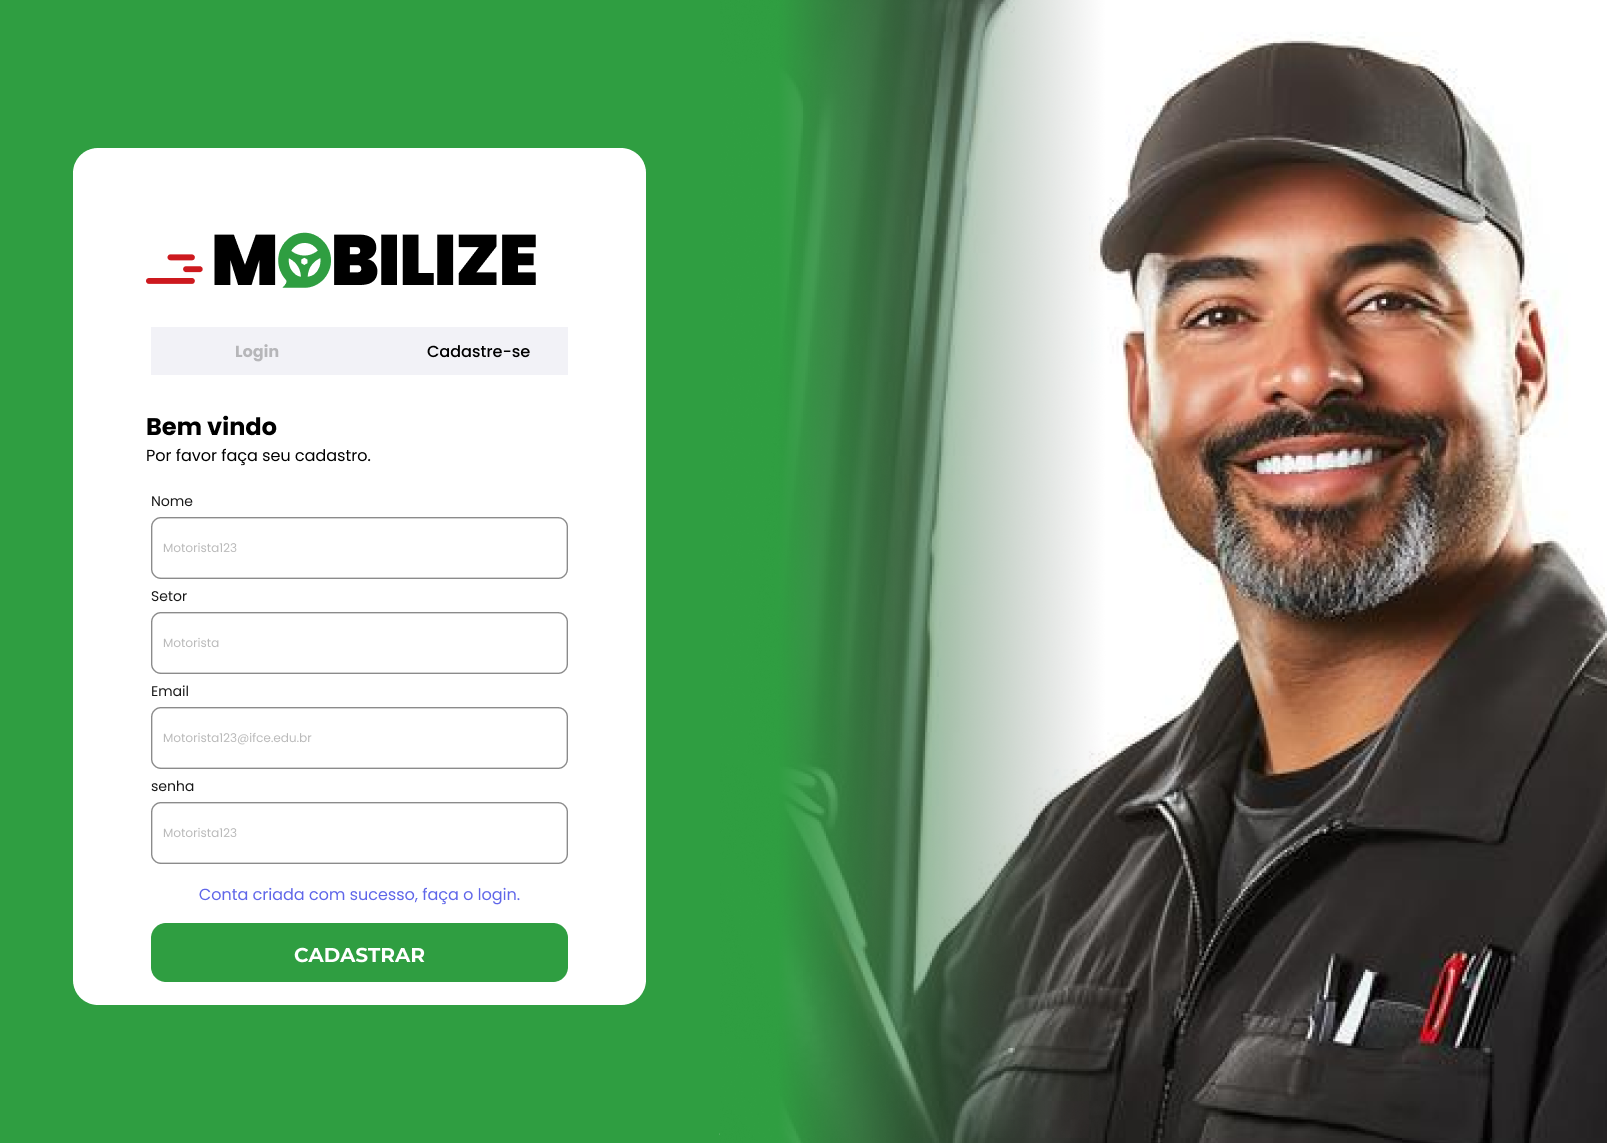 MOBILIZE
Login Cadastre-se
Bem vindo
Por favor faça seu cadastro.
Nome
Motorista123
Setor
Motorista
Email
Motorista123@ifce.edu.br
senha
Motorista123
Conta criada com sucesso, faça o login.
CADASTRAR